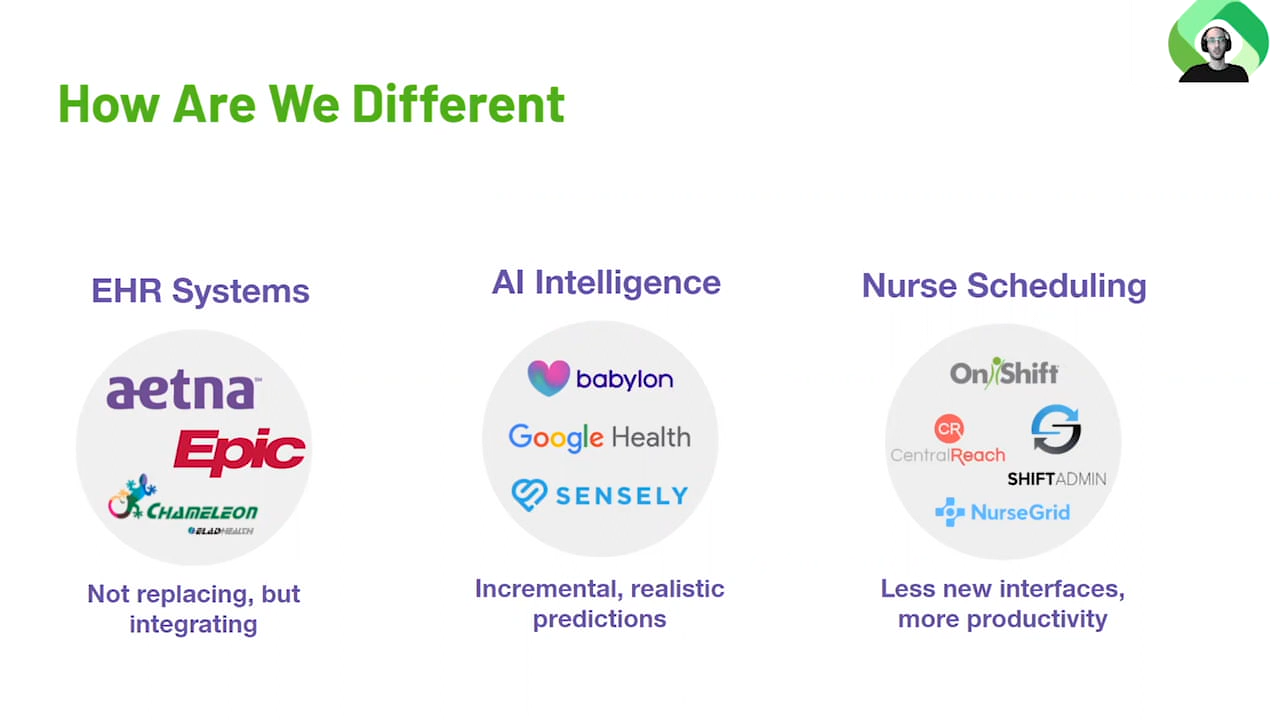 How Are We Different
EHR Systems
aetna
Epic
CHAMELEON
ELADHEALTH
Not replacing, but
integrating
AI Intelligence
babylon
Google Health
SENSELY
Incremental, realistic
predictions
Nurse Scheduling
OnShift
CR
CentralReach
SHIFTADMIN
NurseGrid
Less new interfaces,
more productivity